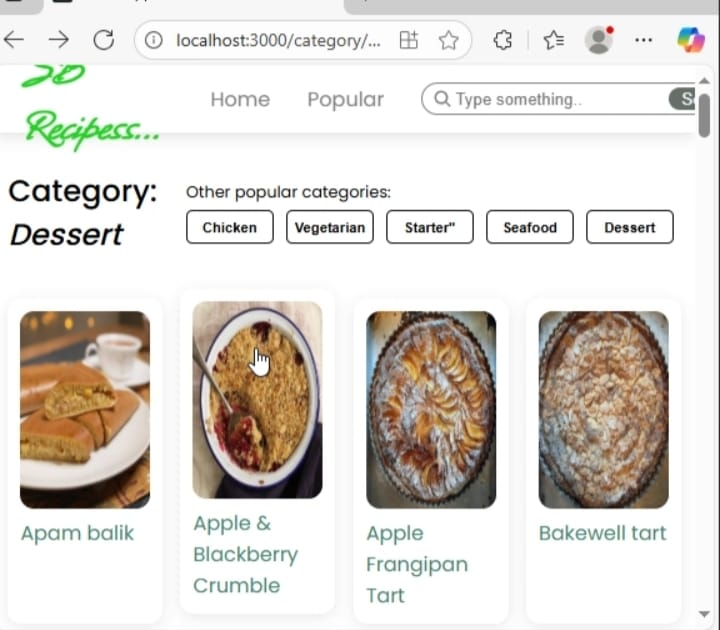 localhost:3000/category/...
Recipess...
Home
Popular
Type something..
Category:
Dessert
Other popular categories:
Chicken
Vegetarian
Starter"
Seafood
Dessert
Apam balik
Apple &
Blackberry
Crumble
Apple
Frangipan
Tart
Bakewell tart